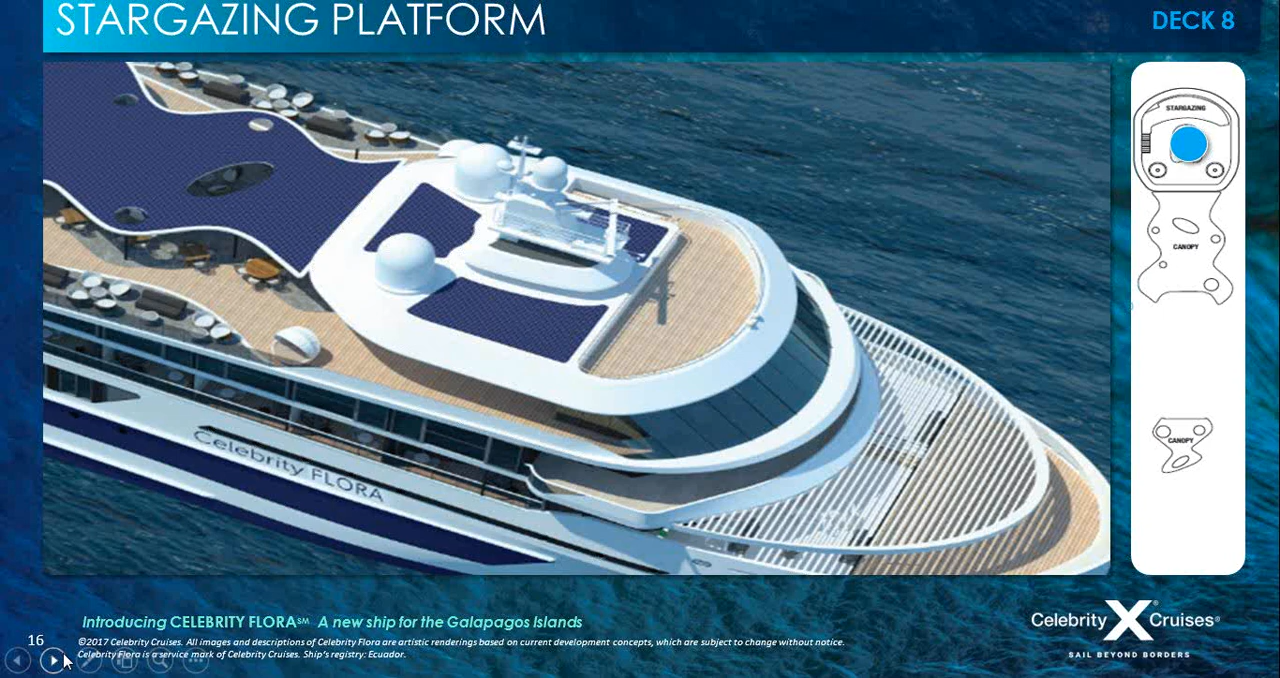 STARGAZING PLATFORM
DECK 8
STARGAZING
CANOPY
CANOPY
Celebrity FLORA
Introducing CELEBRITY FLORA℠ A new ship for the Galapagos Islands
16
©2017 Celebrity Cruises. All images and descriptions of Celebrity Flora are artistic renderings based on current development concepts, which are subject to change without notice.
Celebrity Flora is a service mark of Celebrity Cruises. Ship's registry: Ecuador.
Celebrity X Cruises®
SAIL BEYOND BORDERS